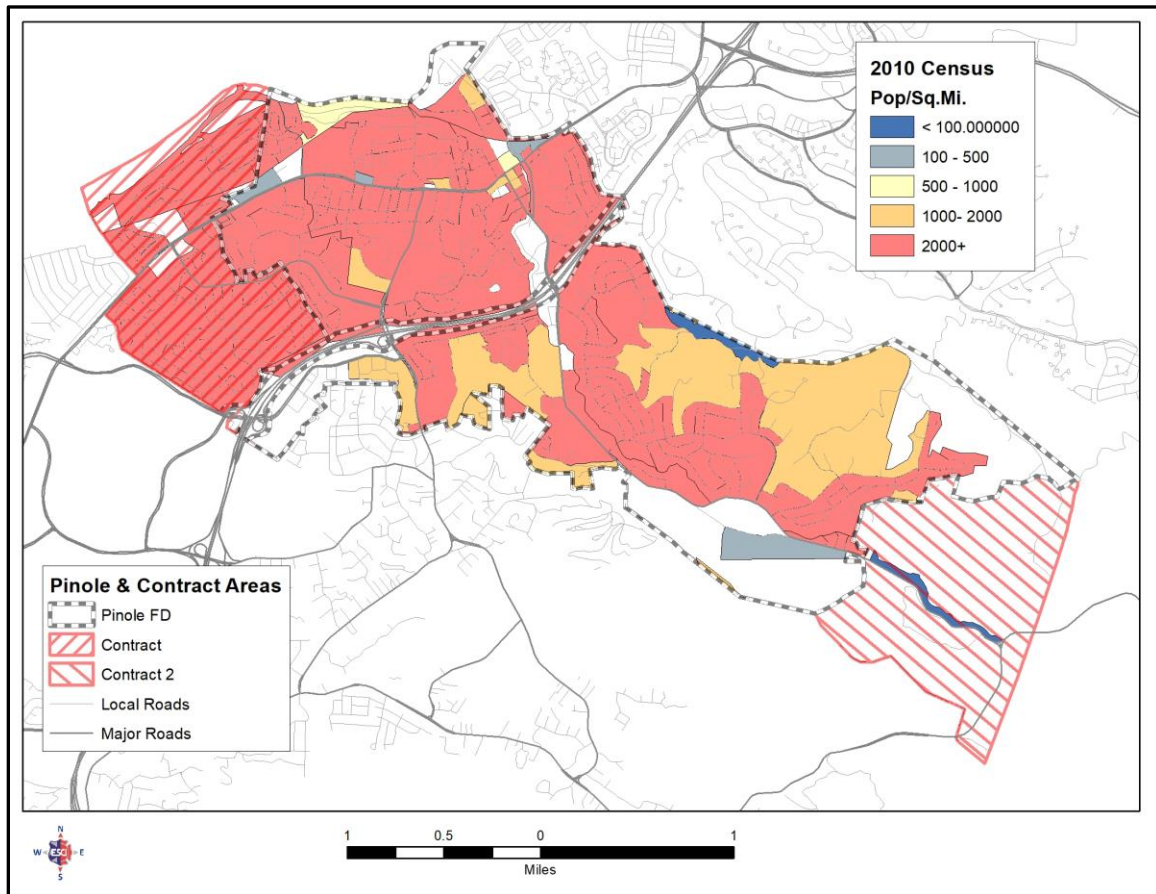 2010 Census
Pop/Sq.Mi.
< 100.000000
100 - 500
500 - 1000
1000- 2000
2000+
Pinole & Contract Areas
Pinole FD
Contract
Contract 2
Local Roads
Major Roads
N
W ESCi E
S
1 0.5 0 1
Miles